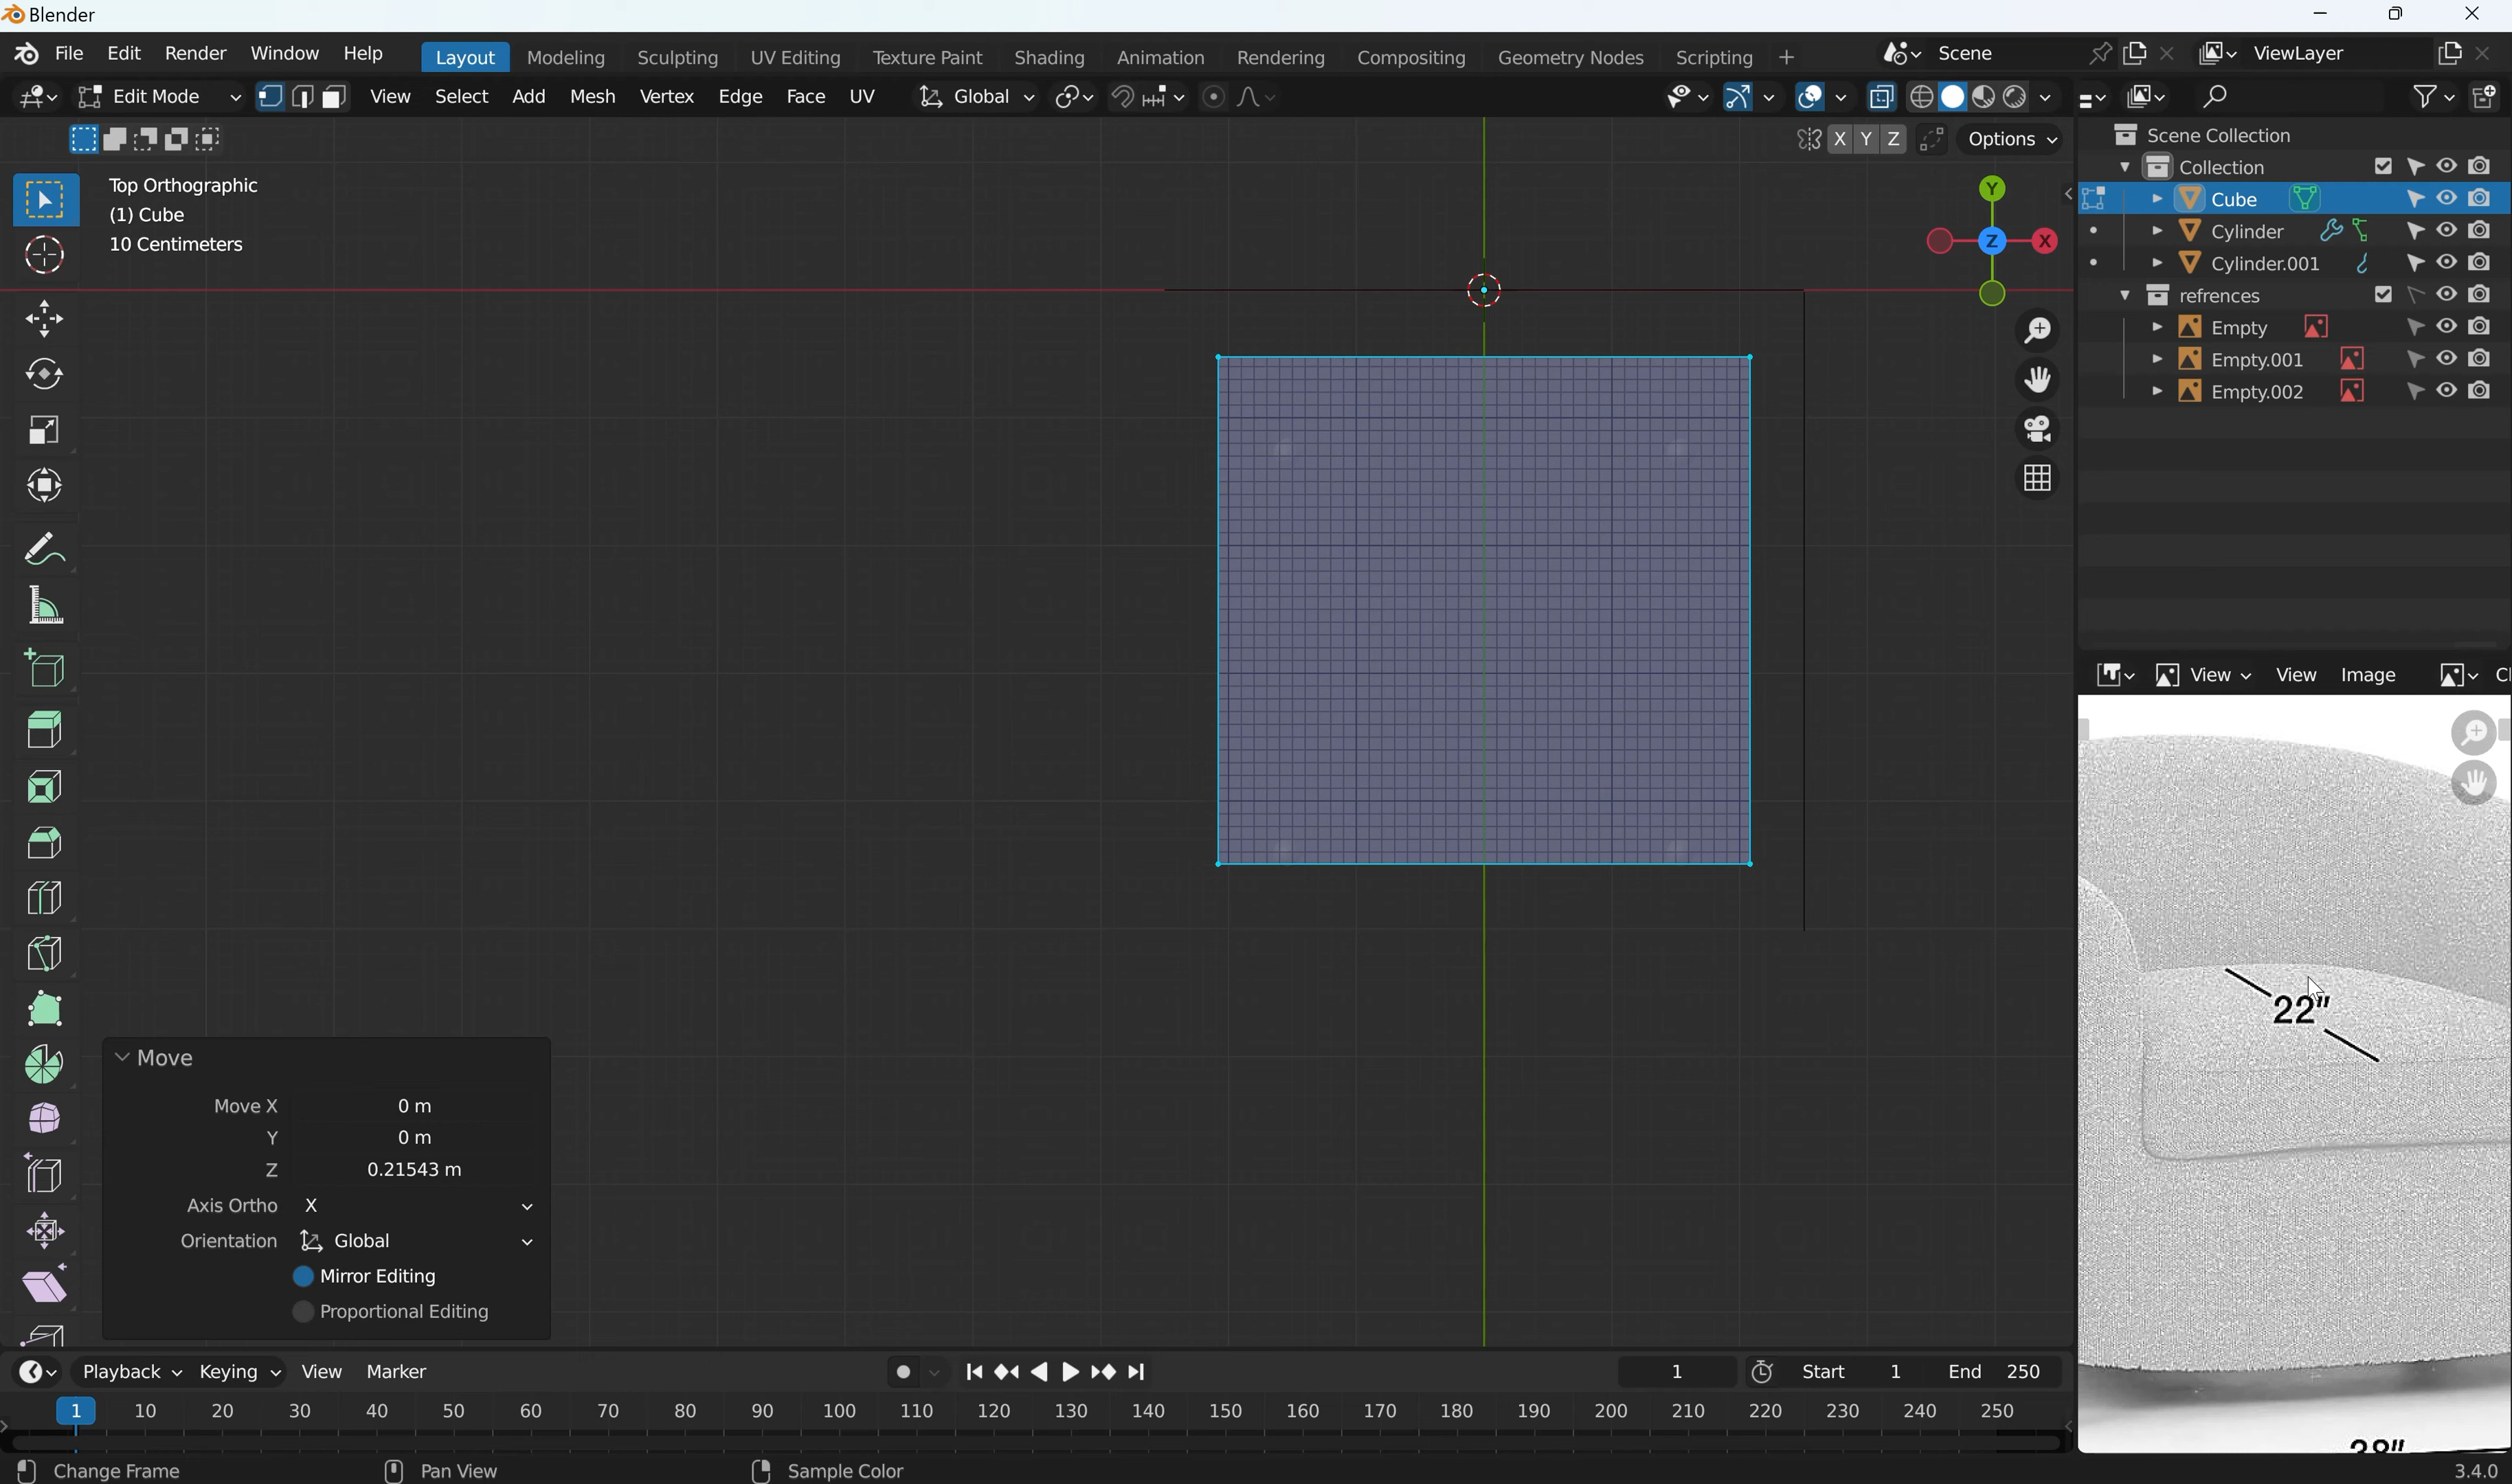 Blender
File Edit Render Window Help Layout Modeling Sculpting UV Editing Texture Paint Shading Animation Rendering Compositing Geometry Nodes Scripting + Scene ViewLayer
Edit Mode View Select Add Mesh Vertex Edge Face UV Global
X Y Z Options
Top Orthographic
(1) Cube
10 Centimeters
Y
Z X
Scene Collection
Collection
Cube
Cylinder
Cylinder.001
refrences
Empty
Empty.001
Empty.002
View View Image
22"
Move
Move X 0 m
Y 0 m
Z 0.21543 m
Axis Ortho X
Orientation Global
Mirror Editing
Proportional Editing
Playback Keying View Marker 1 Start 1 End 250
1 10 20 30 40 50 60 70 80 90 100 110 120 130 140 150 160 170 180 190 200 210 220 230 240 250
Change Frame Pan View Sample Color 3.4.0